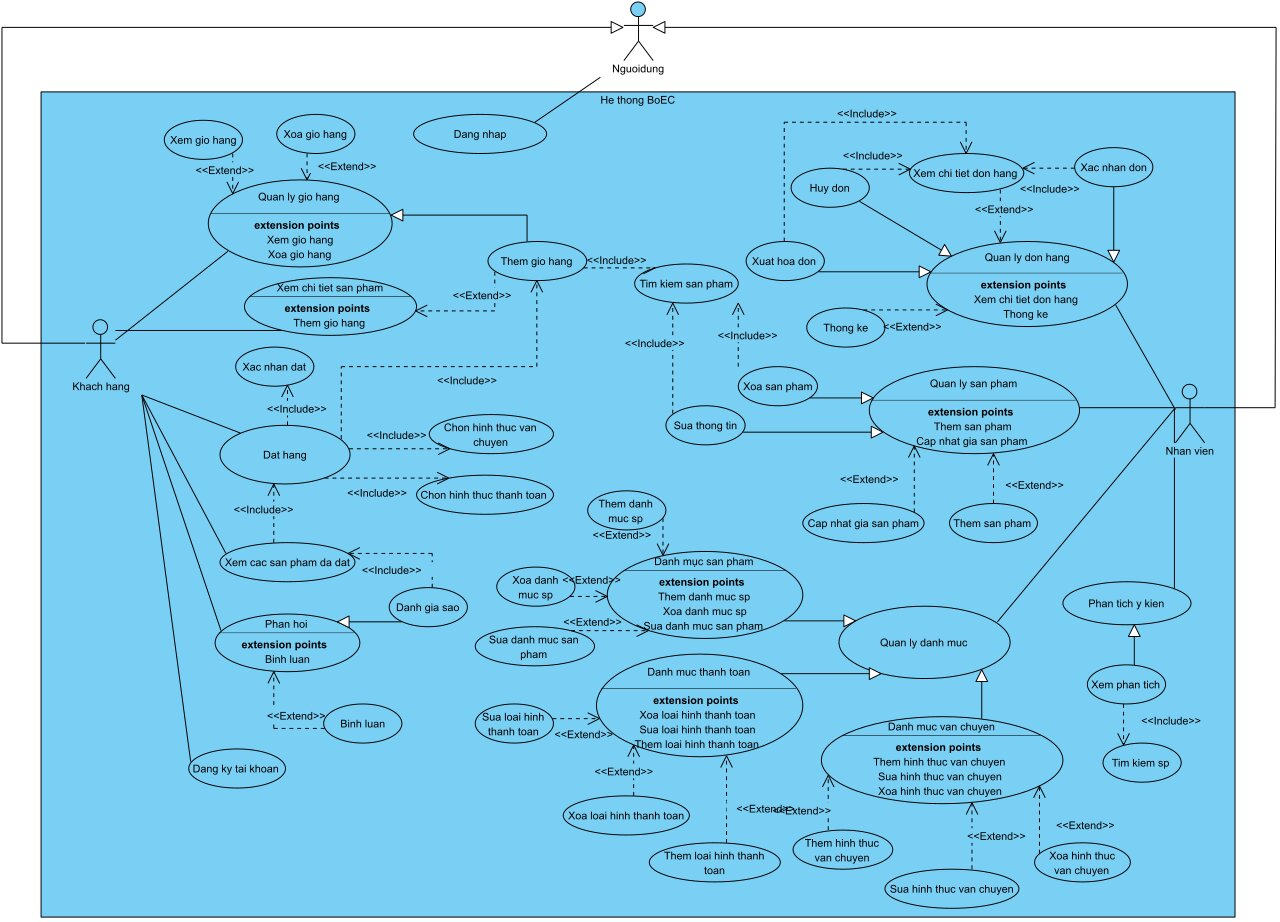 Nguoidung
He thong BoEC
Dang nhap
Xem gio hang
Xoa gio hang
<<Extend>>
<<Extend>>
Quan ly gio hang
extension points
Xem gio hang
Xoa gio hang
Them gio hang
<<Include>>
Tim kiem san pham
<<Extend>>
Xem chi tiet san pham
extension points
Them gio hang
Khach hang
<<Include>>
<<Include>>
Xem chi tiet don hang
Xac nhan don
<<Include>>
Huy don
<<Extend>>
Xuat hoa don
Quan ly don hang
extension points
Xem chi tiet don hang
Thong ke
Thong ke
<<Extend>>
<<Include>>
<<Include>>
Xac nhan dat
<<Include>>
<<Include>>
Xoa san pham
Sua thong tin
Quan ly san pham
extension points
Them san pham
Cap nhat gia san pham
Nhan vien
Dat hang
<<Include>>
Chon hinh thuc van
chuyen
<<Include>>
Chon hinh thuc thanh toan
<<Include>>
<<Extend>>
<<Extend>>
Cap nhat gia san pham
Them san pham
Xem cac san pham da dat
<<Include>>
Danh gia sao
Phan hoi
extension points
Binh luan
<<Extend>>
Binh luan
Dang ky tai khoan
Them danh
muc sp
<<Extend>>
Danh mục san pham
extension points
Them danh muc sp
Xoa danh muc sp
Sua danh muc san pham
Xoa danh
muc sp
<<Extend>>
<<Extend>>
Sua danh muc san
pham
Quan ly danh muc
Phan tich y kien
Xem phan tich
<<Include>>
Tim kiem sp
Danh muc thanh toan
extension points
Xoa loai hinh thanh toan
Sua loai hinh thanh toan
Them loai hinh thanh toan
Sua loai hinh
thanh toan
<<Extend>>
<<Extend>>
Xoa loai hinh thanh toan
<<Extend>>
Them loai hinh thanh
toan
Danh muc van chuyen
extension points
Them hinh thuc van chuyen
Sua hinh thuc van chuyen
Xoa hinh thuc van chuyen
<<Extend>>
Them hinh thuc
van chuyen
<<Extend>>
Sua hinh thuc van chuyen
<<Extend>>
Xoa hinh thuc
van chuyen